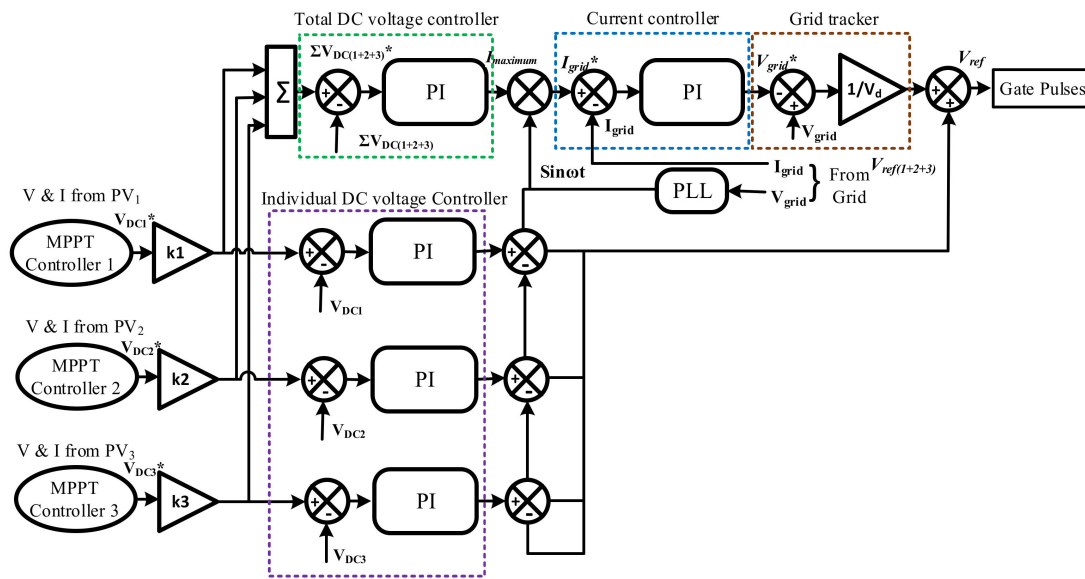 Total DC voltage controller
Current controller
Grid tracker
ΣV_DC(1+2+3)*
I_maximum
I_grid*
V_grid*
V_ref
Σ
+
-
PI
+
-
PI
-
+
1/V_d
+
+
Gate Pulses
ΣV_DC(1+2+3)
I_grid
V_grid
Sinωt
I_grid
V_grid
}
From
Grid
V_ref(1+2+3)
PLL
Individual DC voltage Controller
V & I from PV_1
V_DC1*
MPPT
Controller 1
k1
+
-
PI
+
-
V_DC1
V & I from PV_2
V_DC2*
MPPT
Controller 2
k2
+
-
PI
+
-
V_DC2
V & I from PV_3
V_DC3*
MPPT
Controller 3
k3
+
-
PI
+
-
V_DC3